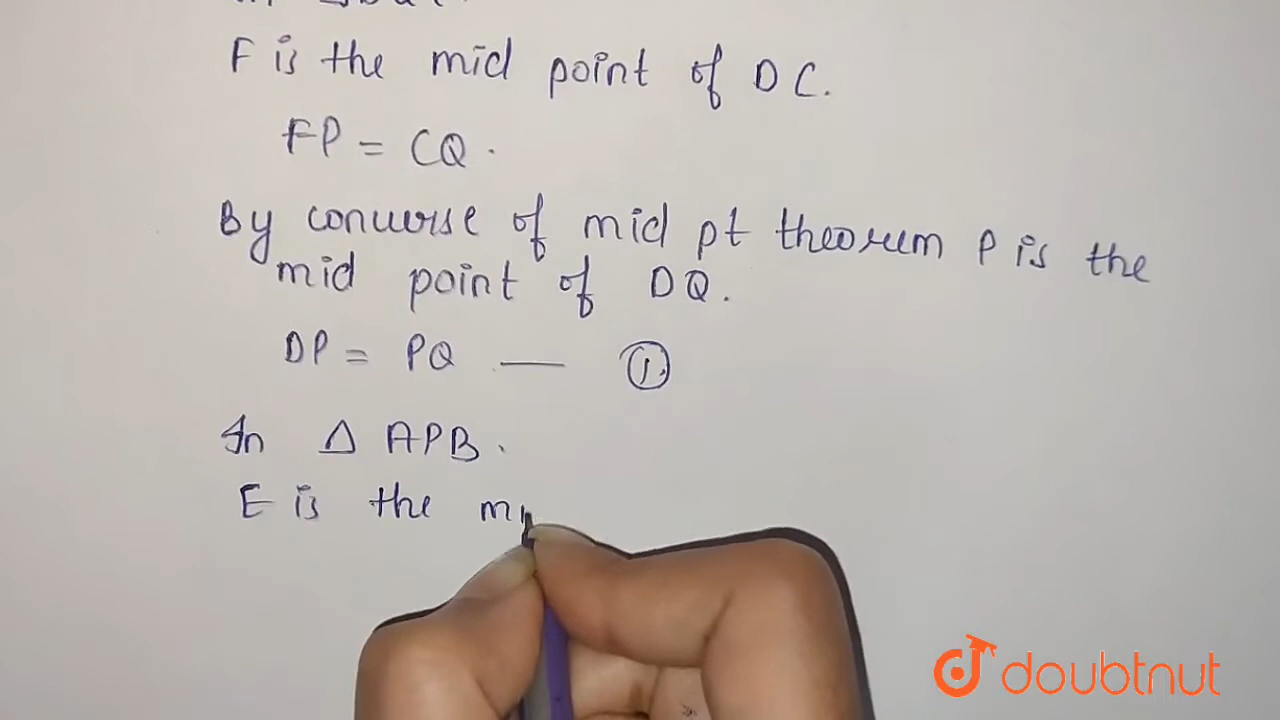 F is the mid point of DC.
FP = CQ.
By converse of mid pt theorem P is the
mid point of DQ.
DP = PQ — ①
In Δ APB.
E is the
doubtnut